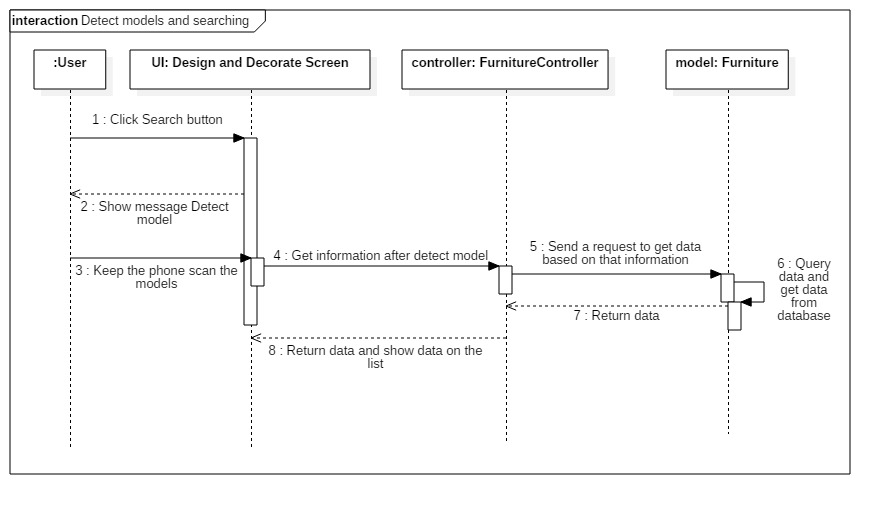 interaction Detect models and searching
:User
UI: Design and Decorate Screen
controller: FurnitureController
model: Furniture
1 : Click Search button
2 : Show message Detect
model
3 : Keep the phone scan the
models
4 : Get information after detect model
5 : Send a request to get data
based on that information
6 : Query
data and
get data
from
database
7 : Return data
8 : Return data and show data on the
list